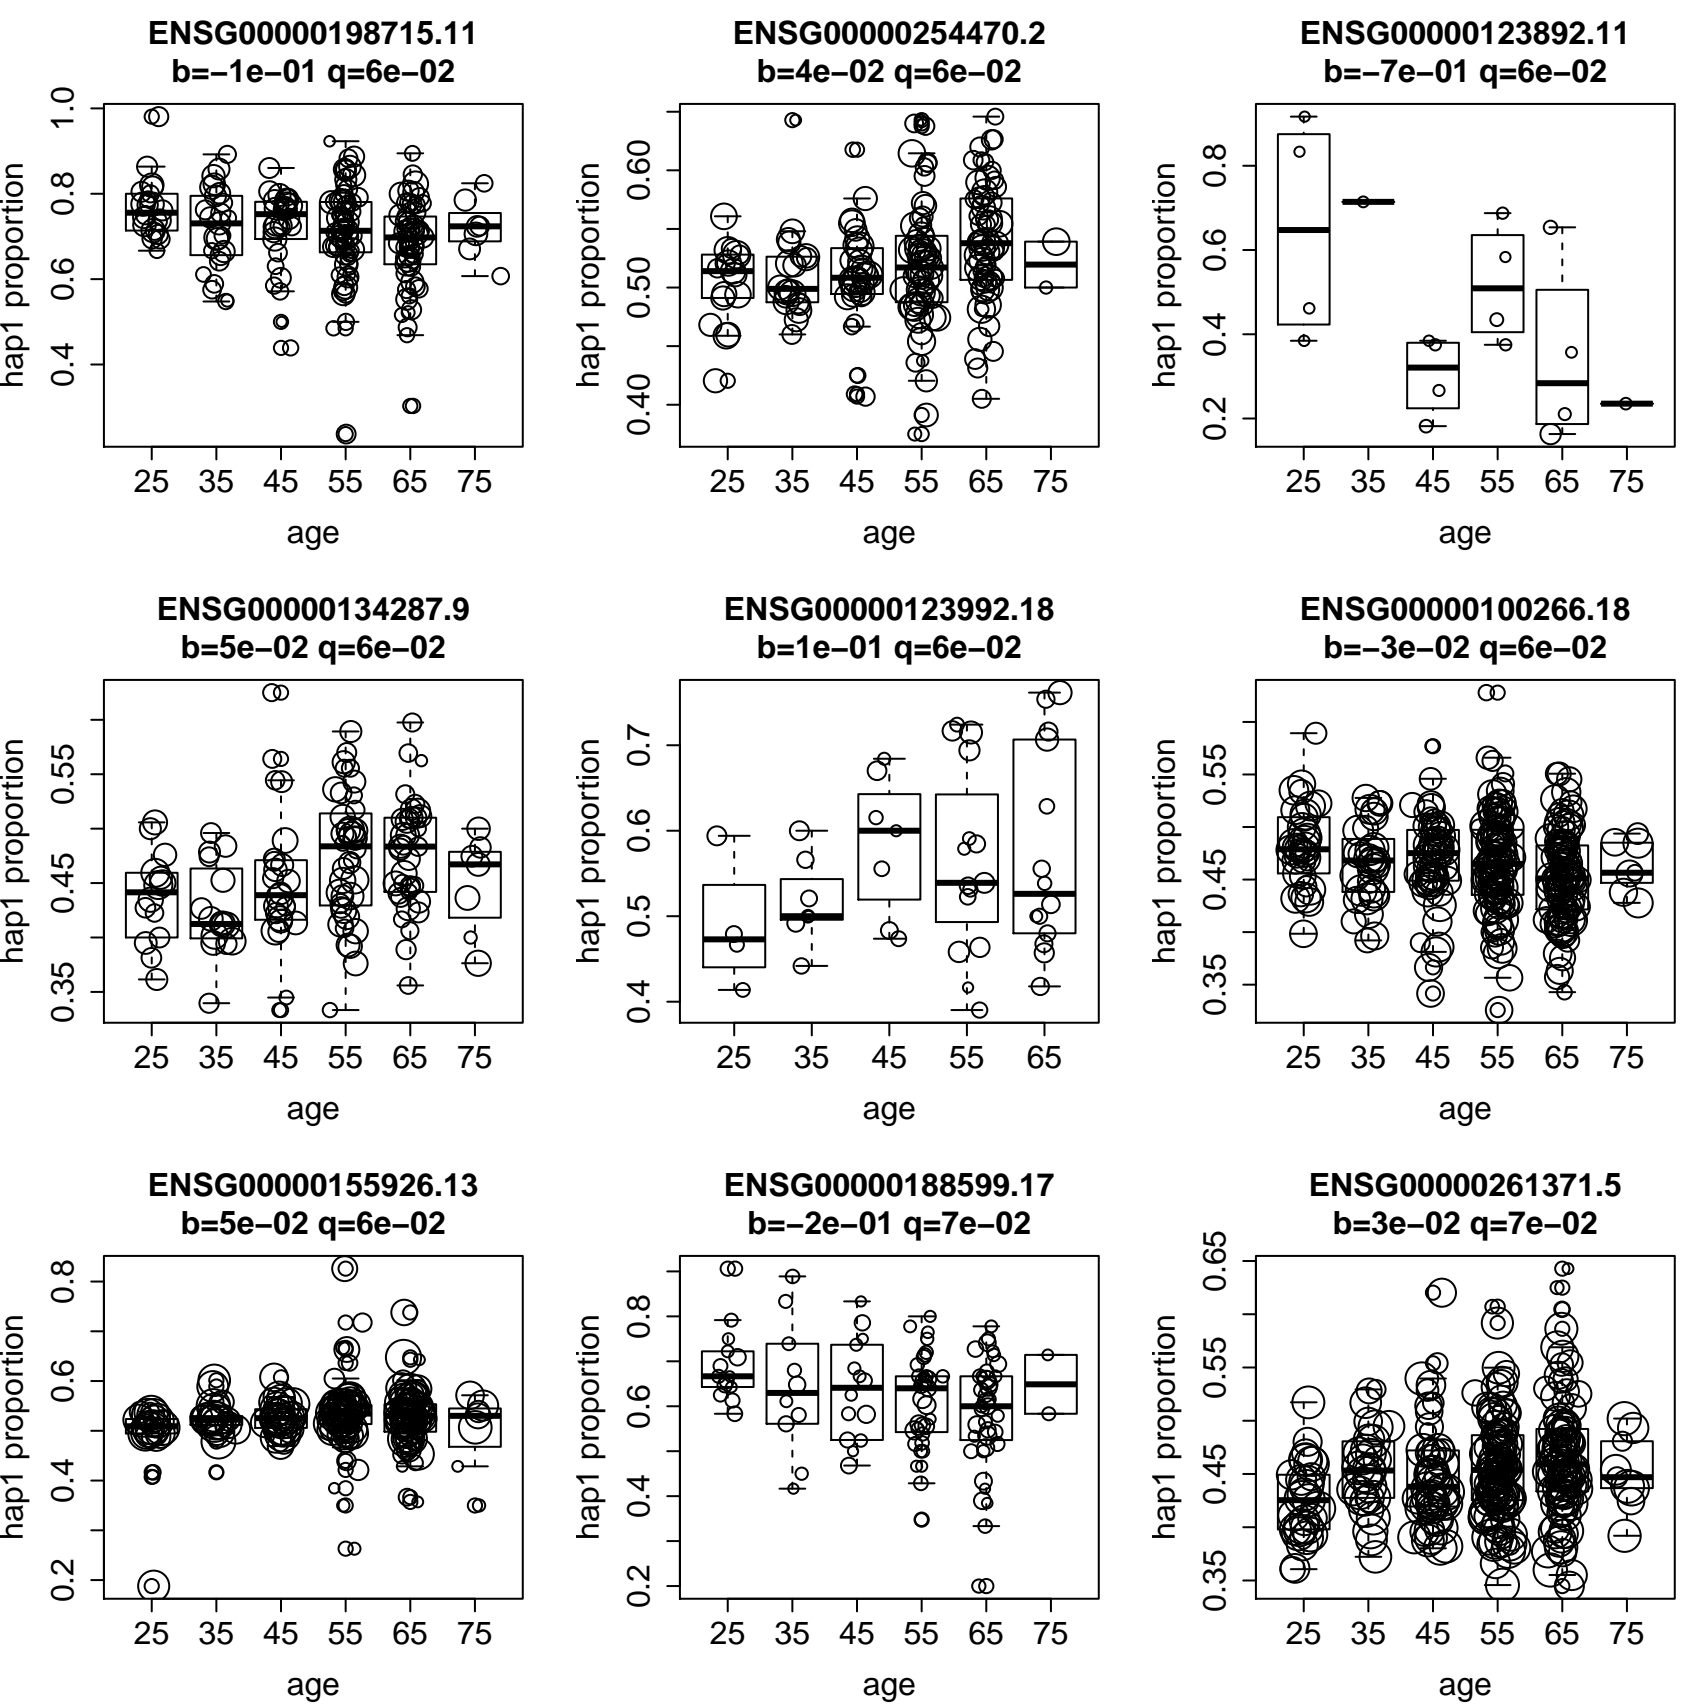 ENSG00000198715.11
b=−1e−01 q=6e−02
hap1 proportion
0.4 0.6 0.8 1.0
25 35 45 55 65 75
age
ENSG00000254470.2
b=4e−02 q=6e−02
hap1 proportion
0.40 0.50 0.60
25 35 45 55 65 75
age
ENSG00000123892.11
b=−7e−01 q=6e−02
hap1 proportion
0.2 0.4 0.6 0.8
25 35 45 55 65 75
age
ENSG00000134287.9
b=5e−02 q=6e−02
hap1 proportion
0.35 0.45 0.55
25 35 45 55 65 75
age
ENSG00000123992.18
b=1e−01 q=6e−02
hap1 proportion
0.4 0.5 0.6 0.7
25 35 45 55 65
age
ENSG00000100266.18
b=−3e−02 q=6e−02
hap1 proportion
0.35 0.45 0.55
25 35 45 55 65 75
age
ENSG00000155926.13
b=5e−02 q=6e−02
hap1 proportion
0.2 0.4 0.6 0.8
25 35 45 55 65 75
age
ENSG00000188599.17
b=−2e−01 q=7e−02
hap1 proportion
0.2 0.4 0.6 0.8
25 35 45 55 65 75
age
ENSG00000261371.5
b=3e−02 q=7e−02
hap1 proportion
0.35 0.45 0.55 0.65
25 35 45 55 65 75
age